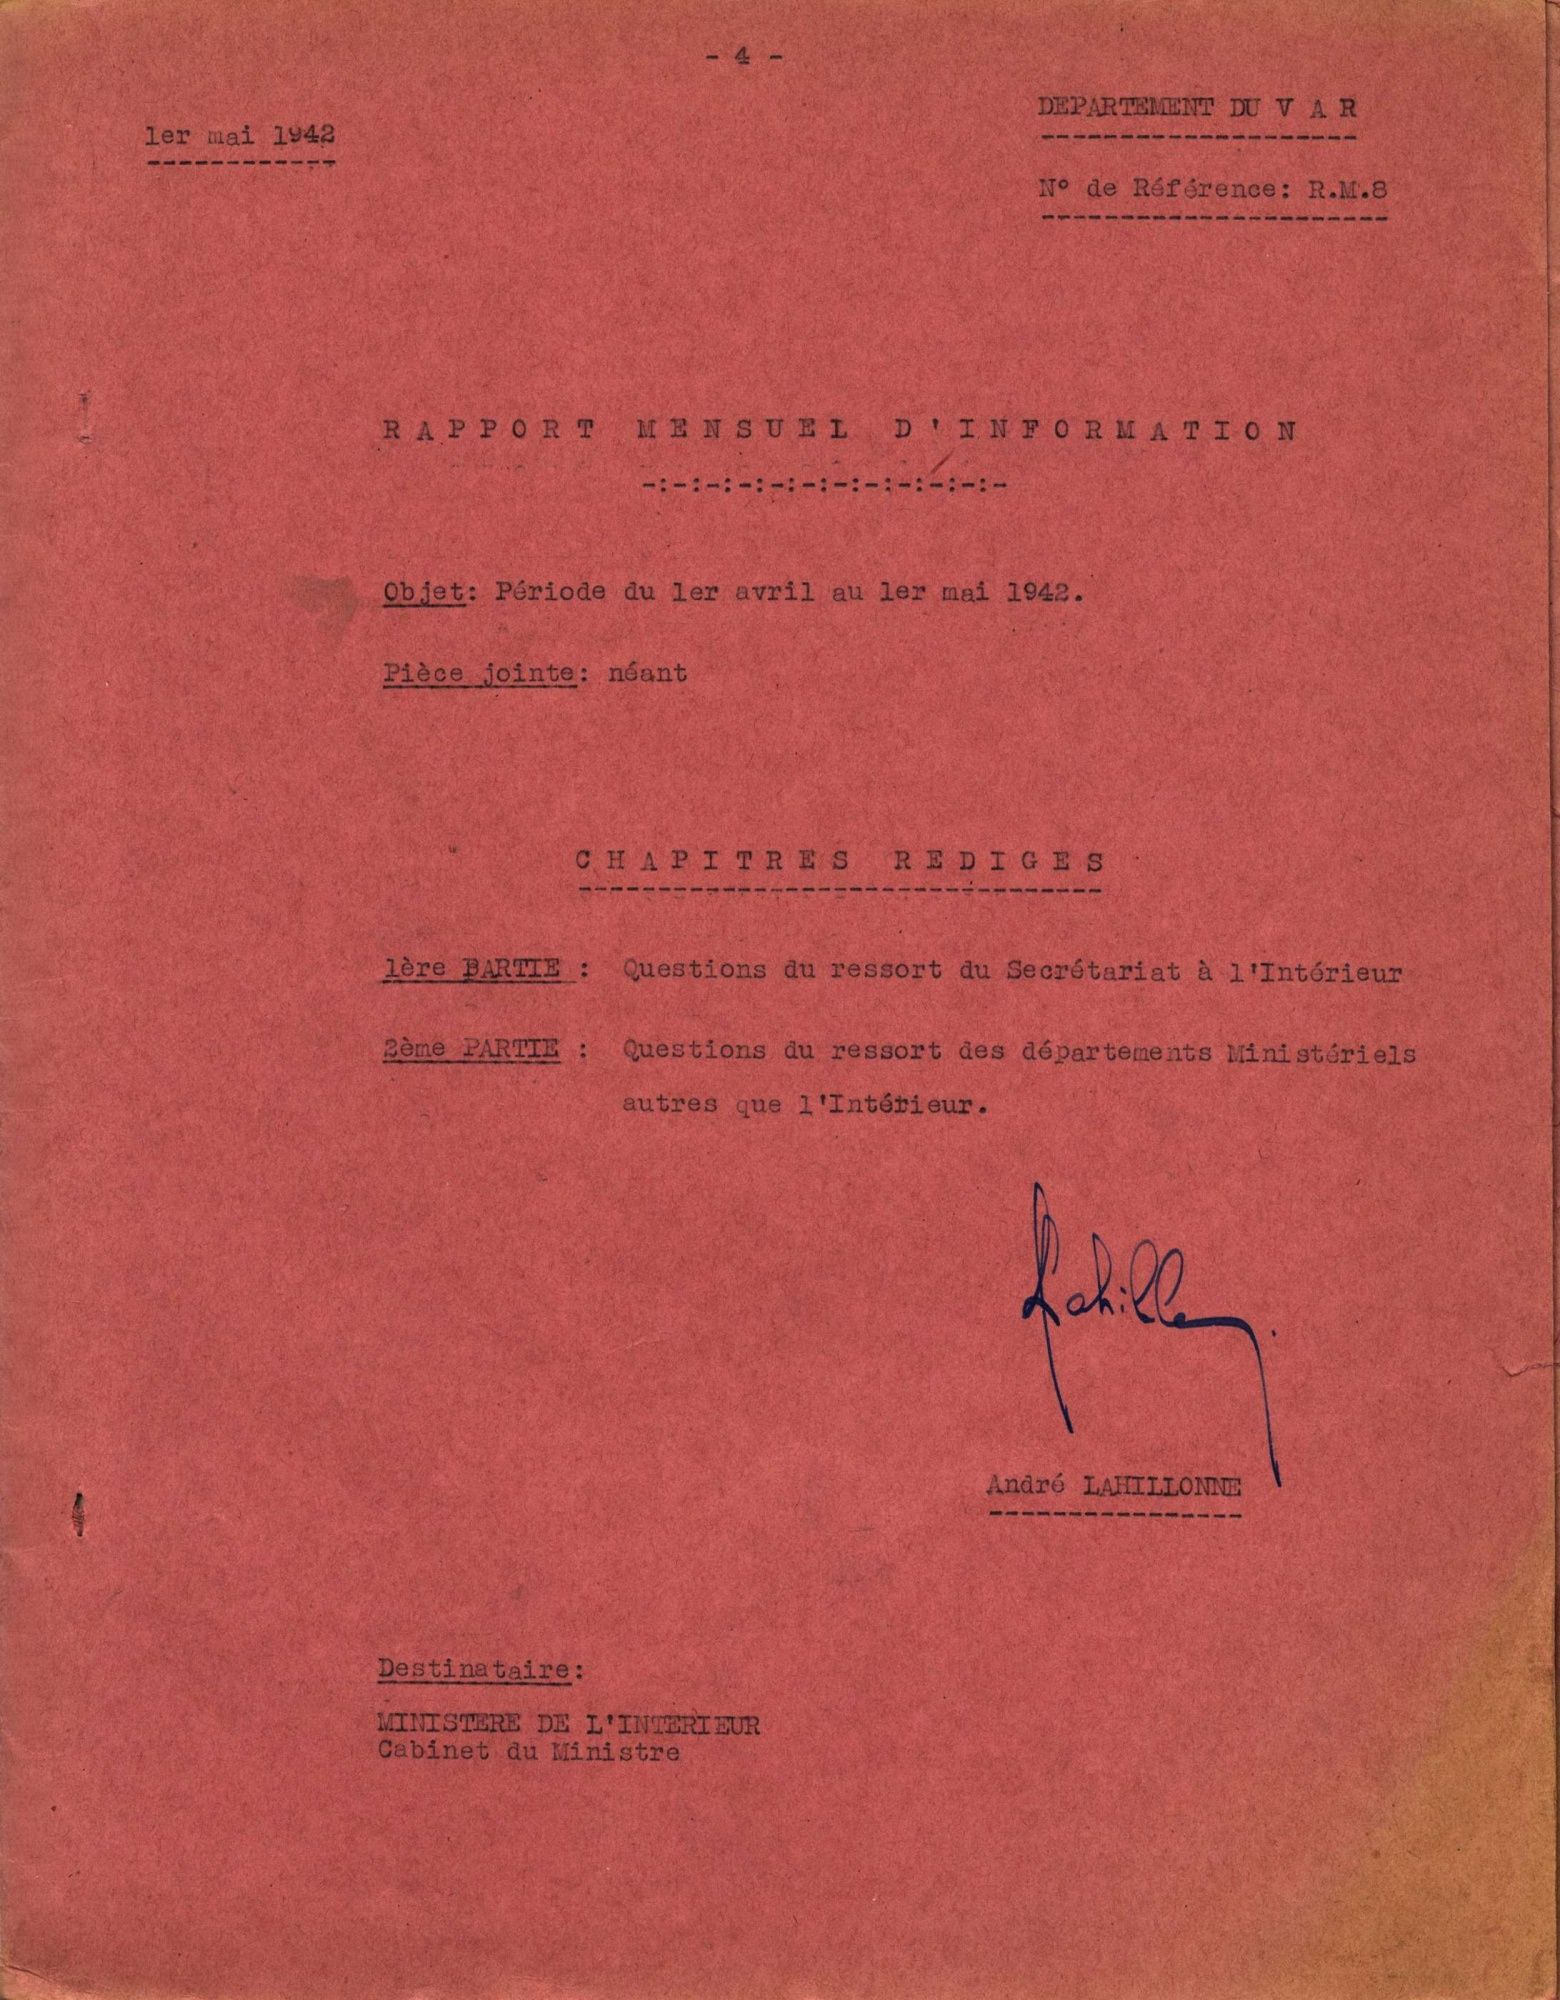 - 4 -
1er mai 1942
DEPARTEMENT DU V A R
N° de Référence: R.M.8
R A P P O R T   M E N S U E L   D ' I N F O R M A T I O N
-:-:-:-:-:-:-:-:-:-:-:-
Objet: Période du 1er avril au 1er mai 1942.
Pièce jointe: néant
C H A P I T R E S   R E D I G E S
1ère PARTIE : Questions du ressort du Secrétariat à l'Intérieur
2ème PARTIE : Questions du ressort des départements Ministériels
autres que l'Intérieur.
Lahillonne
André LAHILLONNE
Destinataire:
MINISTERE DE L'INTERIEUR
Cabinet du Ministre